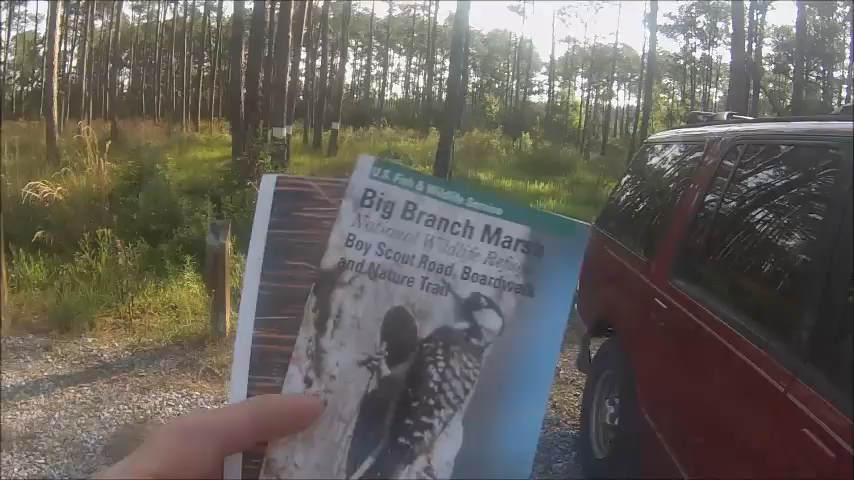 U.S. Fish & Wildlife Service
Big Branch Marsh
National Wildlife Refuge
Boy Scout Road, Boardwalk
and Nature Trail